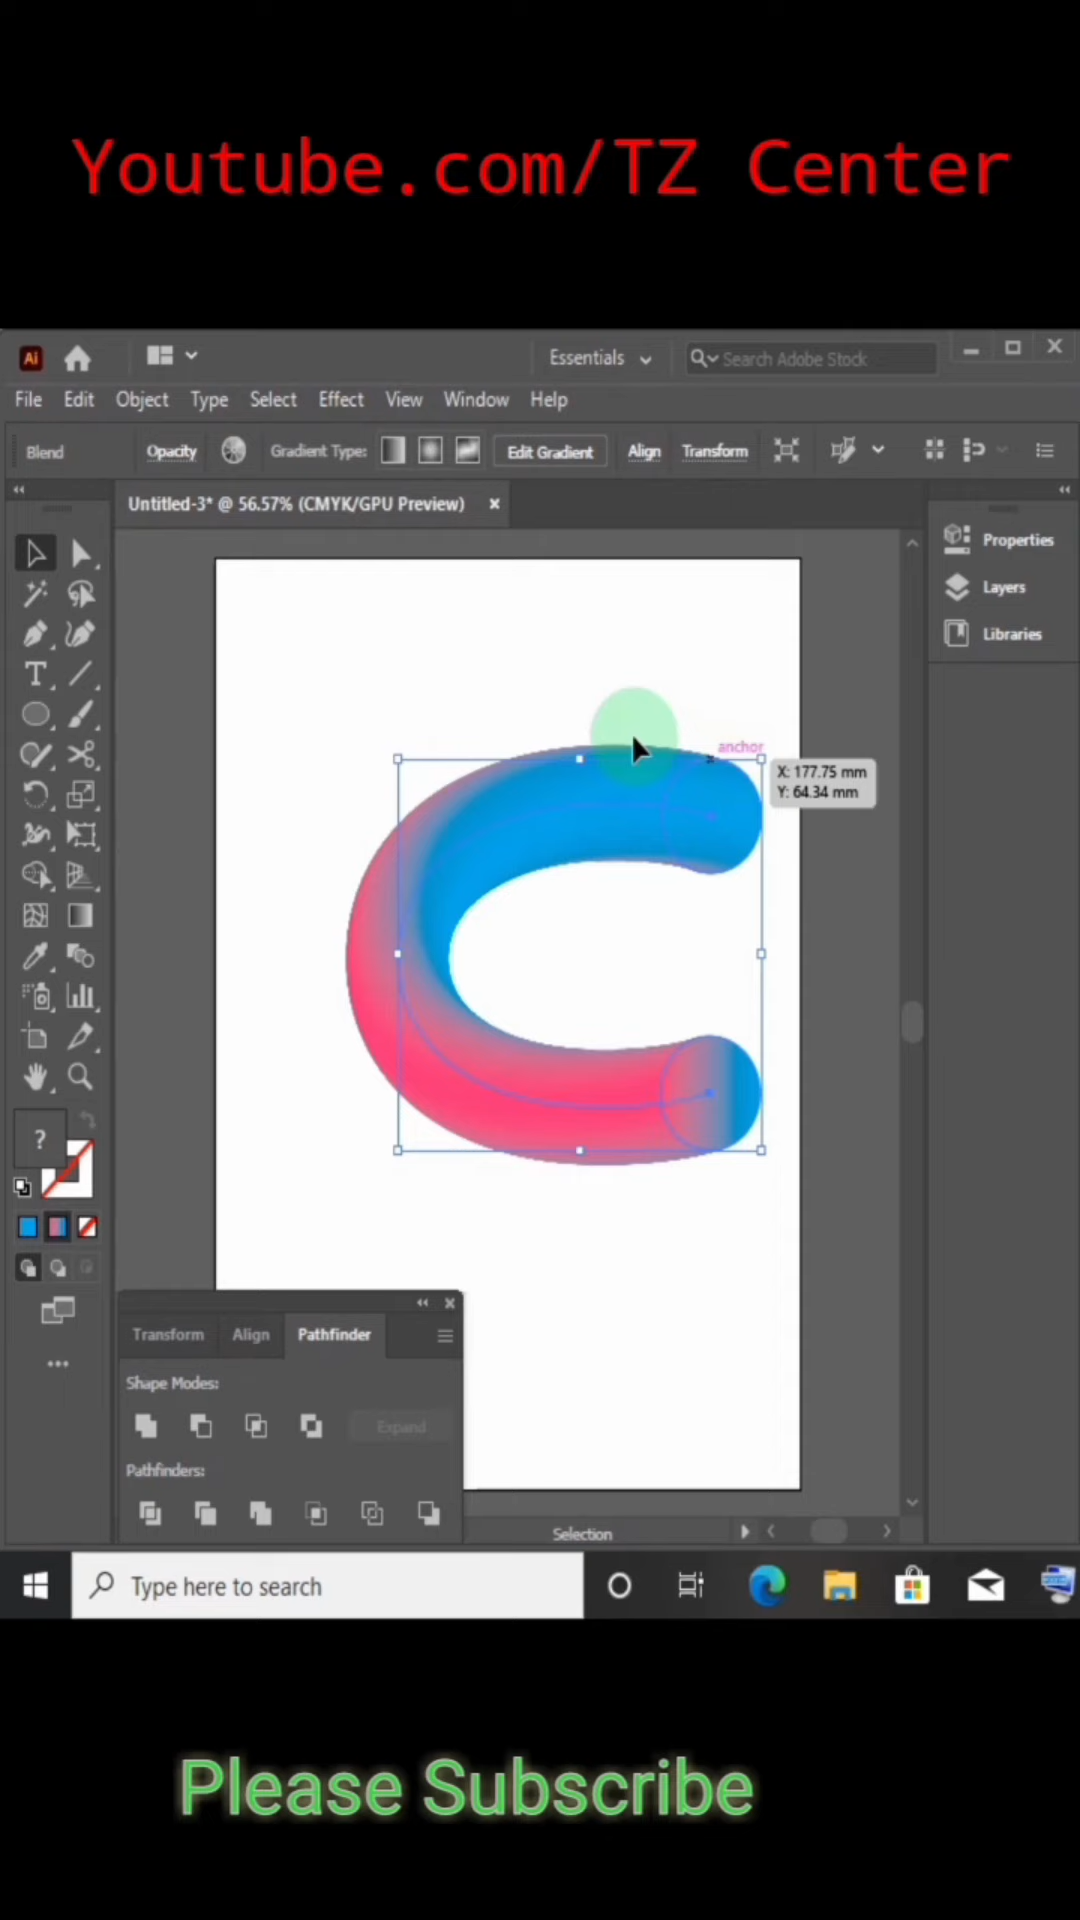 Youtube.com/TZ Center
Ai
Essentials
Search Adobe Stock
File Edit Object Type Select Effect View Window Help
Blend
Opacity
Gradient Type:
Edit Gradient
Align
Transform
Untitled-3* @ 56.57% (CMYK/GPU Preview)
Properties
Layers
Libraries
anchor
X: 177.75 mm
Y: 64.34 mm
?
Transform Align Pathfinder
Shape Modes:
Expand
Pathfinders:
Selection
Type here to search
Please Subscribe